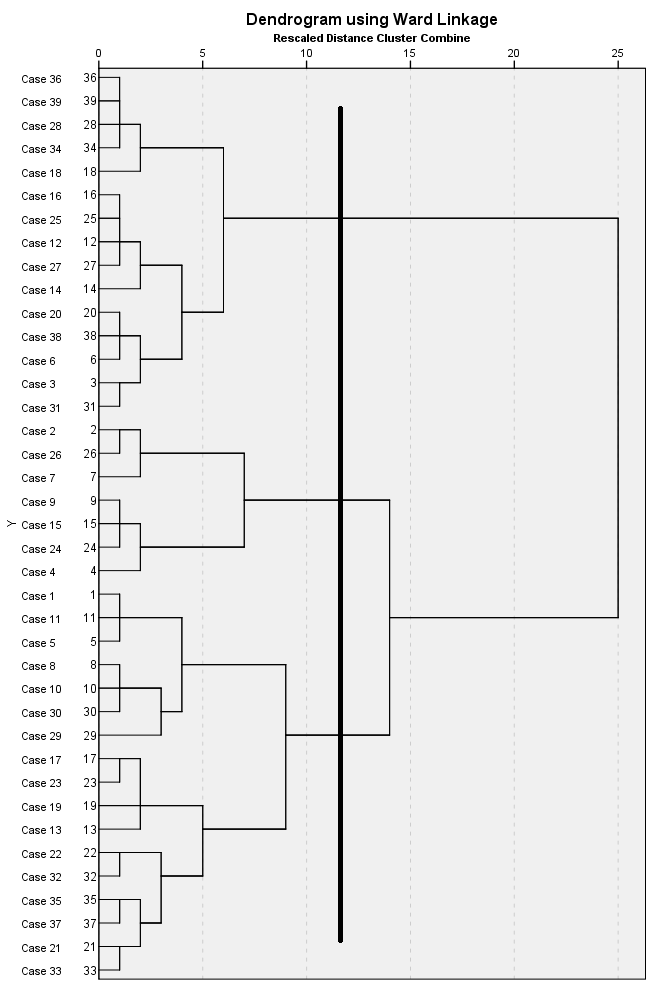 Dendrogram using Ward Linkage
Rescaled Distance Cluster Combine
0 5 10 15 20 25
Case 36 36
Case 39 39
Case 28 28
Case 34 34
Case 18 18
Case 16 16
Case 25 25
Case 12 12
Case 27 27
Case 14 14
Case 20 20
Case 38 38
Case 6 6
Case 3 3
Case 31 31
Case 2 2
Case 26 26
Case 7 7
Case 9 9
Y
Case 15 15
Case 24 24
Case 4 4
Case 1 1
Case 11 11
Case 5 5
Case 8 8
Case 10 10
Case 30 30
Case 29 29
Case 17 17
Case 23 23
Case 19 19
Case 13 13
Case 22 22
Case 32 32
Case 35 35
Case 37 37
Case 21 21
Case 33 33